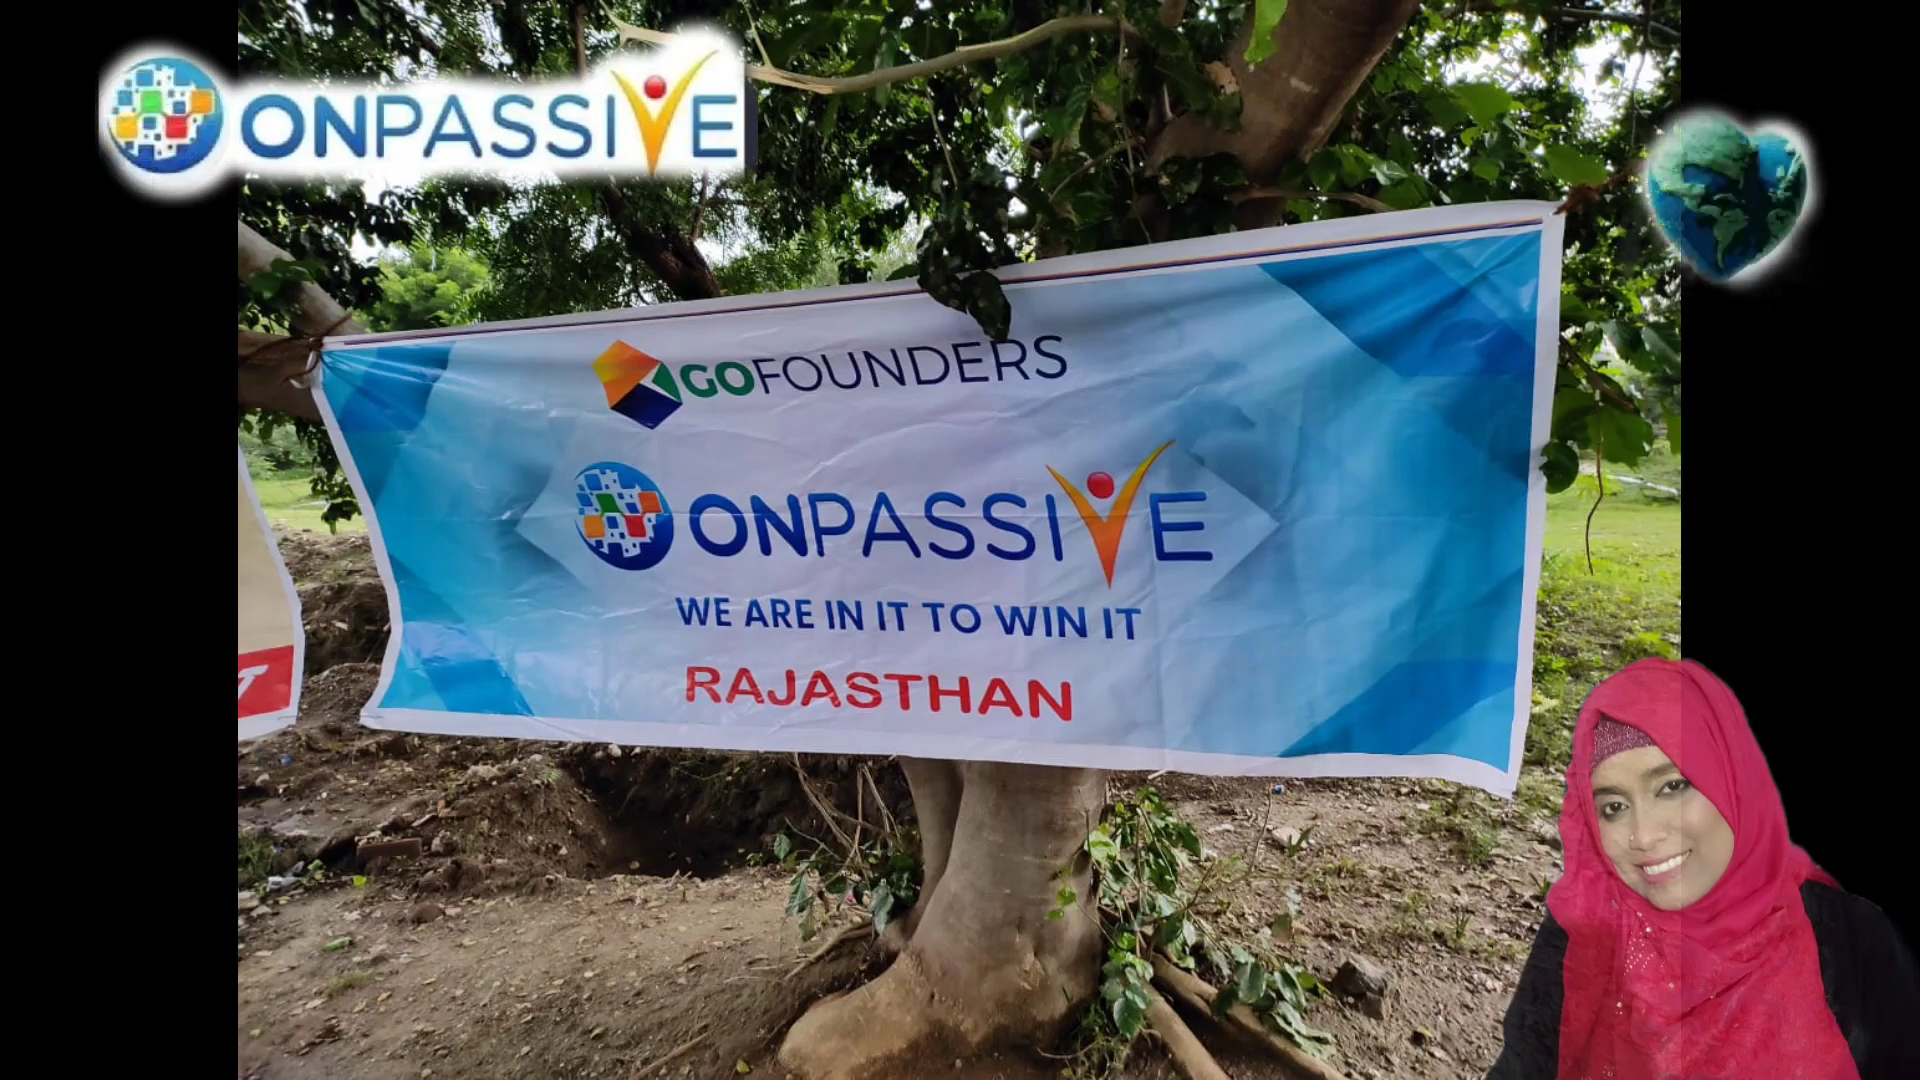 ONPASSIVE
GOFOUNDERS
ONPASSIVE
WE ARE IN IT TO WIN IT
RAJASTHAN